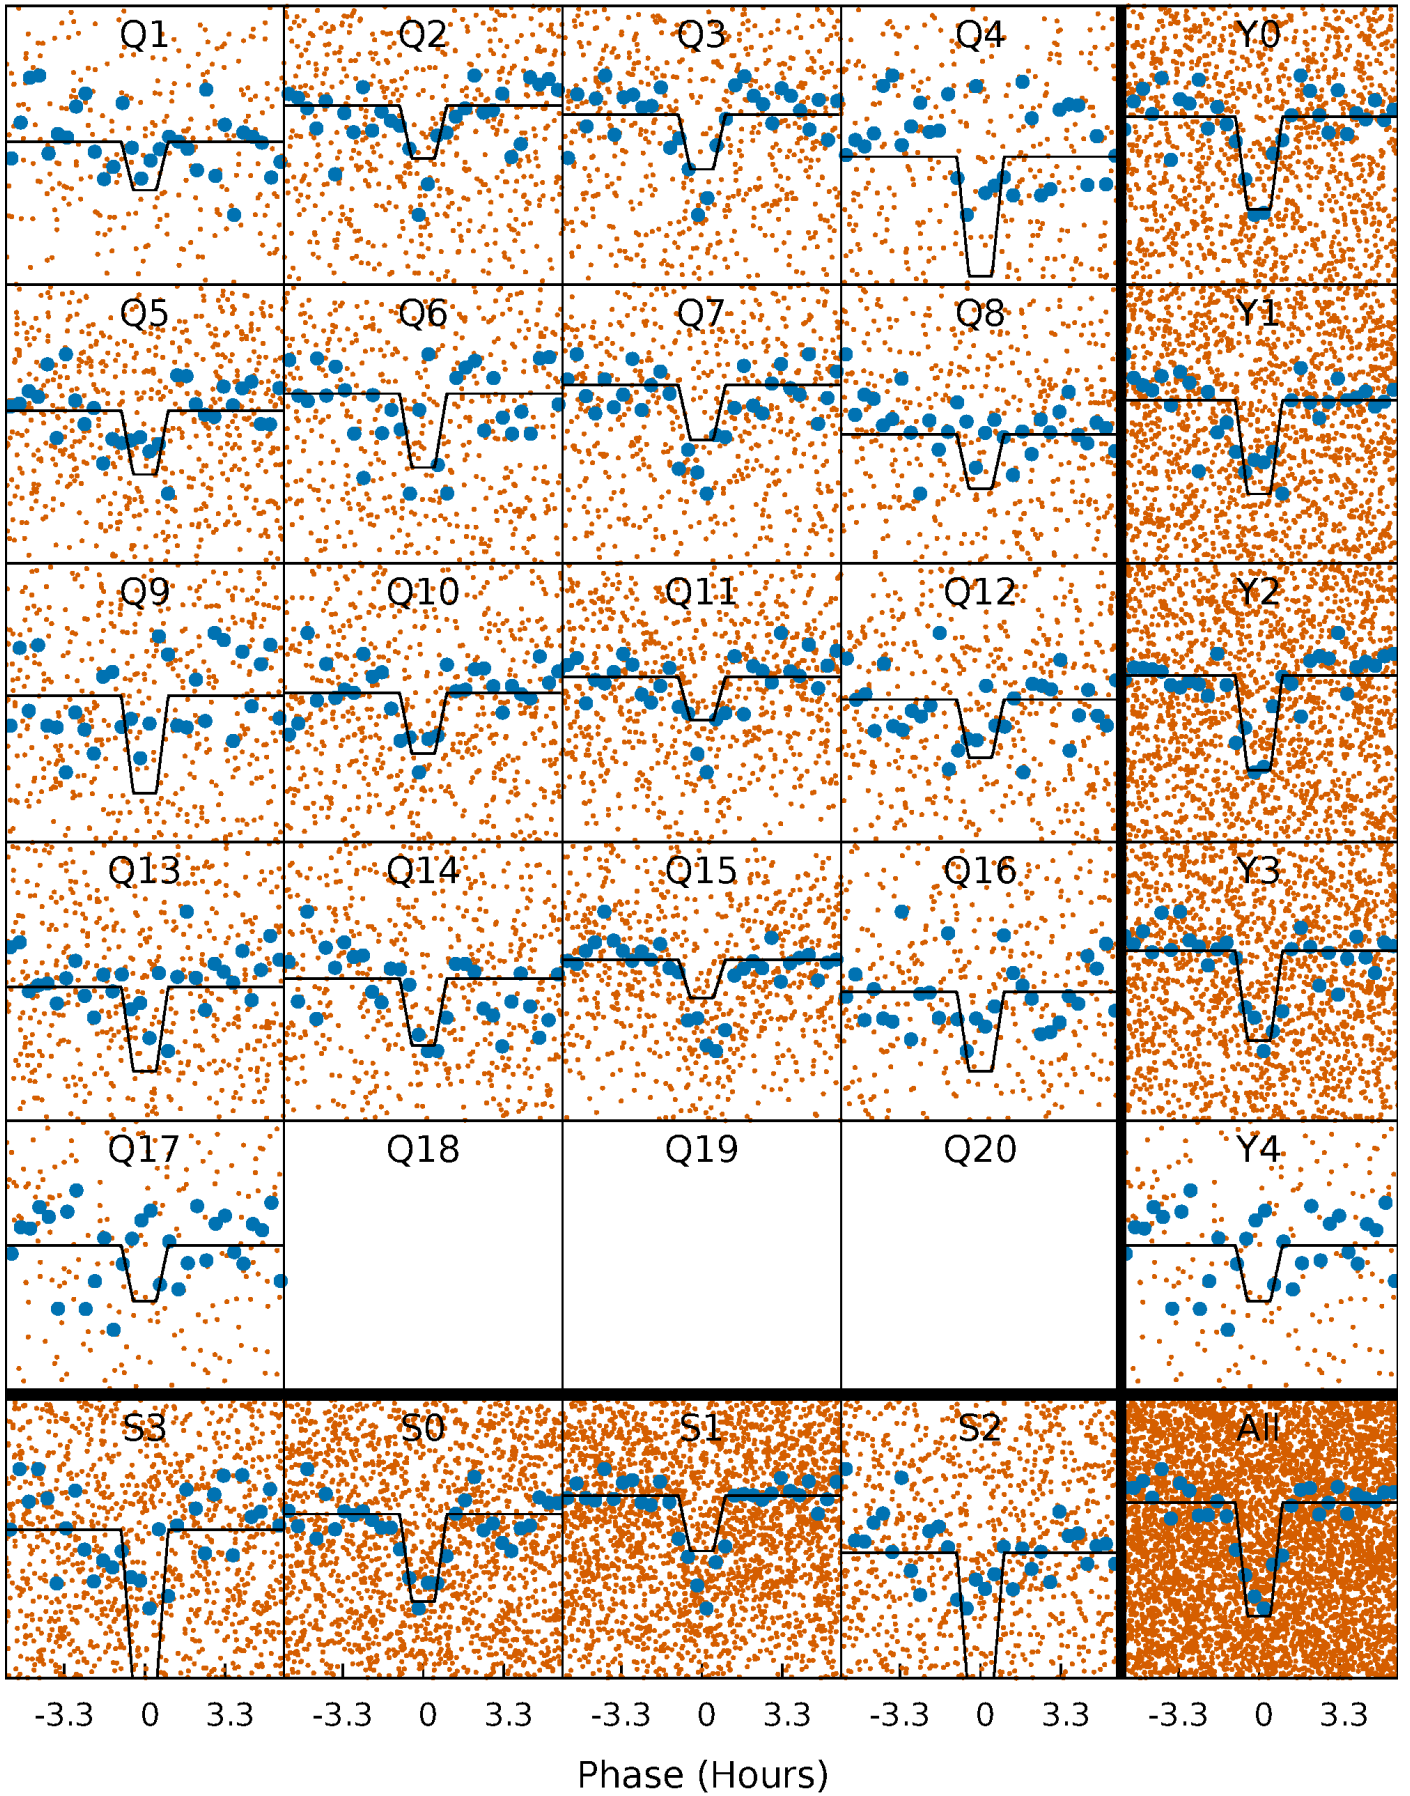 Q1 Q2 Q3 Q4 Y0
Q5 Q6 Q7 Q8 Y1
Q9 Q10 Q11 Q12 Y2
Q13 Q14 Q15 Q16 Y3
Q17 Q18 Q19 Q20 Y4
S3 S0 S1 S2 All
-3.3 0 3.3 -3.3 0 3.3 -3.3 0 3.3 -3.3 0 3.3 -3.3 0 3.3
Phase (Hours)